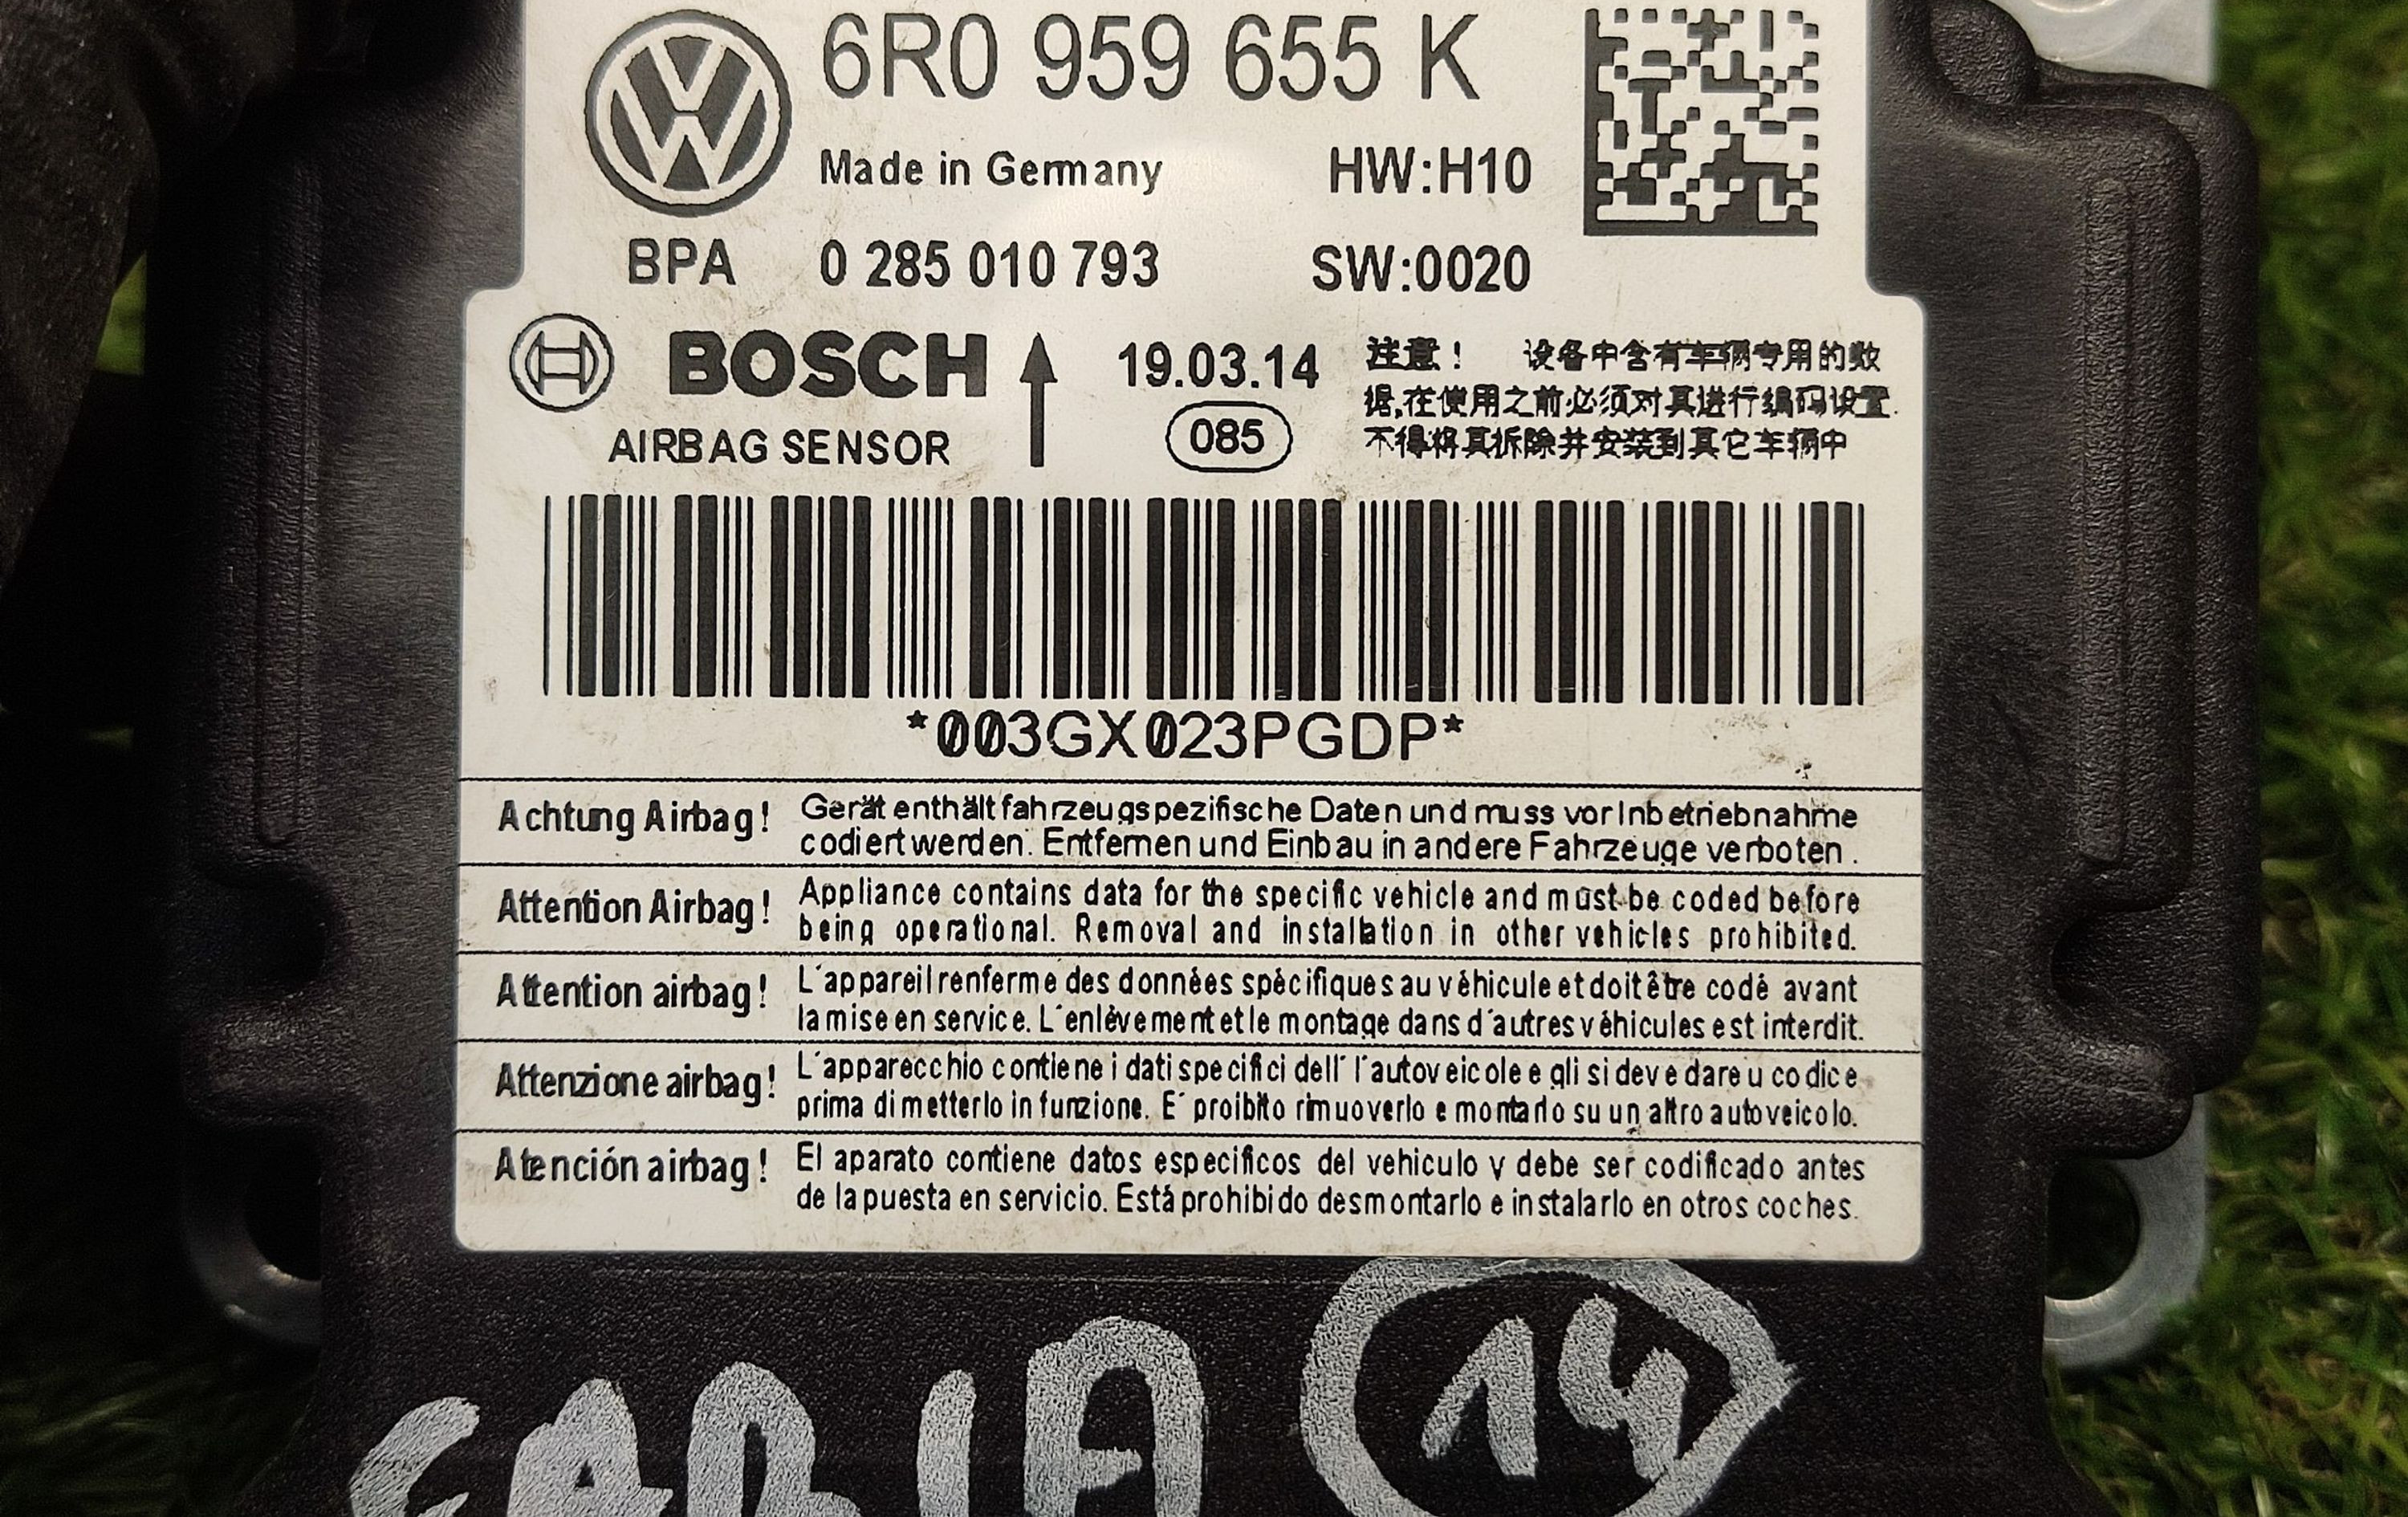 6R0 959 655 K
Made in Germany HW:H10
BPA 0 285 010 793 SW:0020
BOSCH 19.03.14
AIRBAG SENSOR 085
注意! 设备中含有车辆专用的数
据,在使用之前必须对其进行编码设置.
不得将其拆除并安装到其它车辆中
*003GX023PGDP*
Achtung Airbag! Gerät enthält fahrzeugspezifische Daten und muss vor Inbetriebnahme
codiert werden. Entfernen und Einbau in andere Fahrzeuge verboten.
Attention Airbag! Appliance contains data for the specific vehicle and must be coded before
being operational. Removal and installation in other vehicles prohibited.
Attention airbag! L´appareil renferme des données spécifiques au véhicule et doit être codé avant
la mise en service. L´enlèvement et le montage dans d´autres véhicules est interdit.
Attenzione airbag! L´apparecchio contiene i dati specifici dell´ l´autoveicolo e gli si deve dare u codice
prima di metterlo in funzione. E´ proibito rimuoverlo e montarlo su un altro autoveicolo.
Atención airbag! El aparato contiene datos especificos del vehiculo y debe ser codificado antes
de la puesta en servicio. Está prohibido desmontarlo e instalarlo en otros coches.
FABIA 14